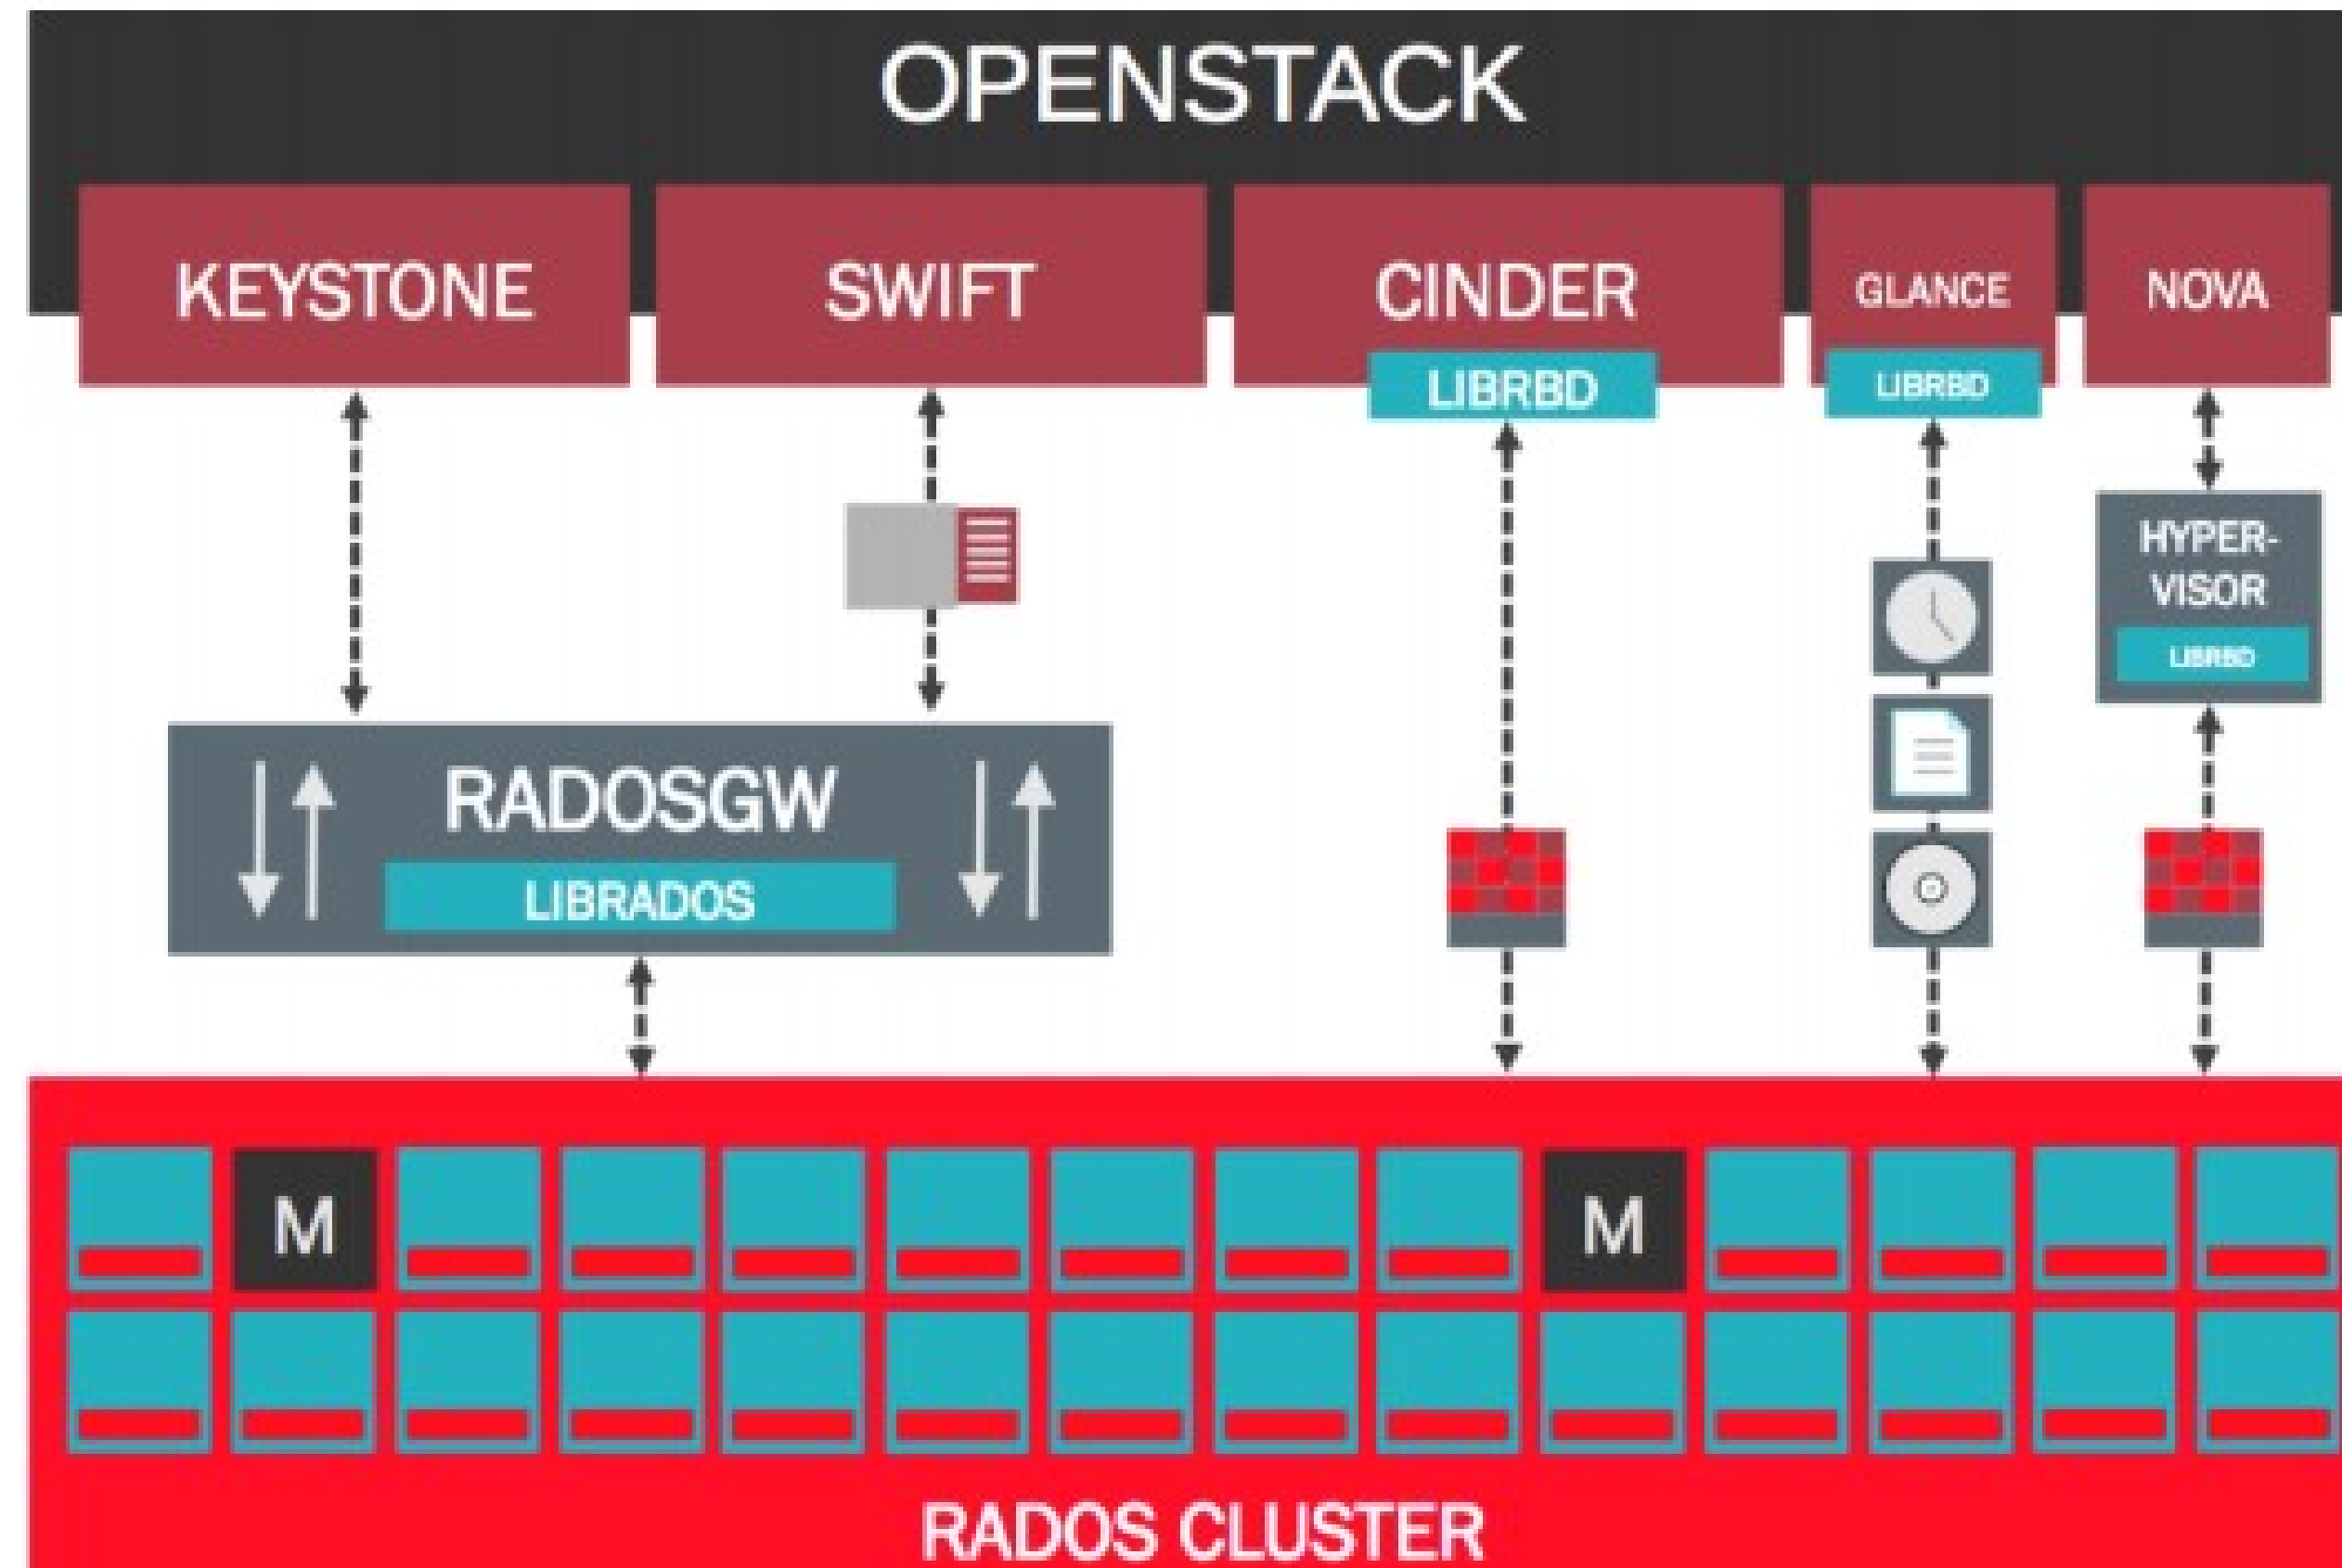 OPENSTACK
KEYSTONE
SWIFT
CINDER
GLANCE
NOVA
LIBRBD
LIBRBD
HYPER-
VISOR
LIBRBD
RADOSGW
LIBRADOS
M
M
RADOS CLUSTER